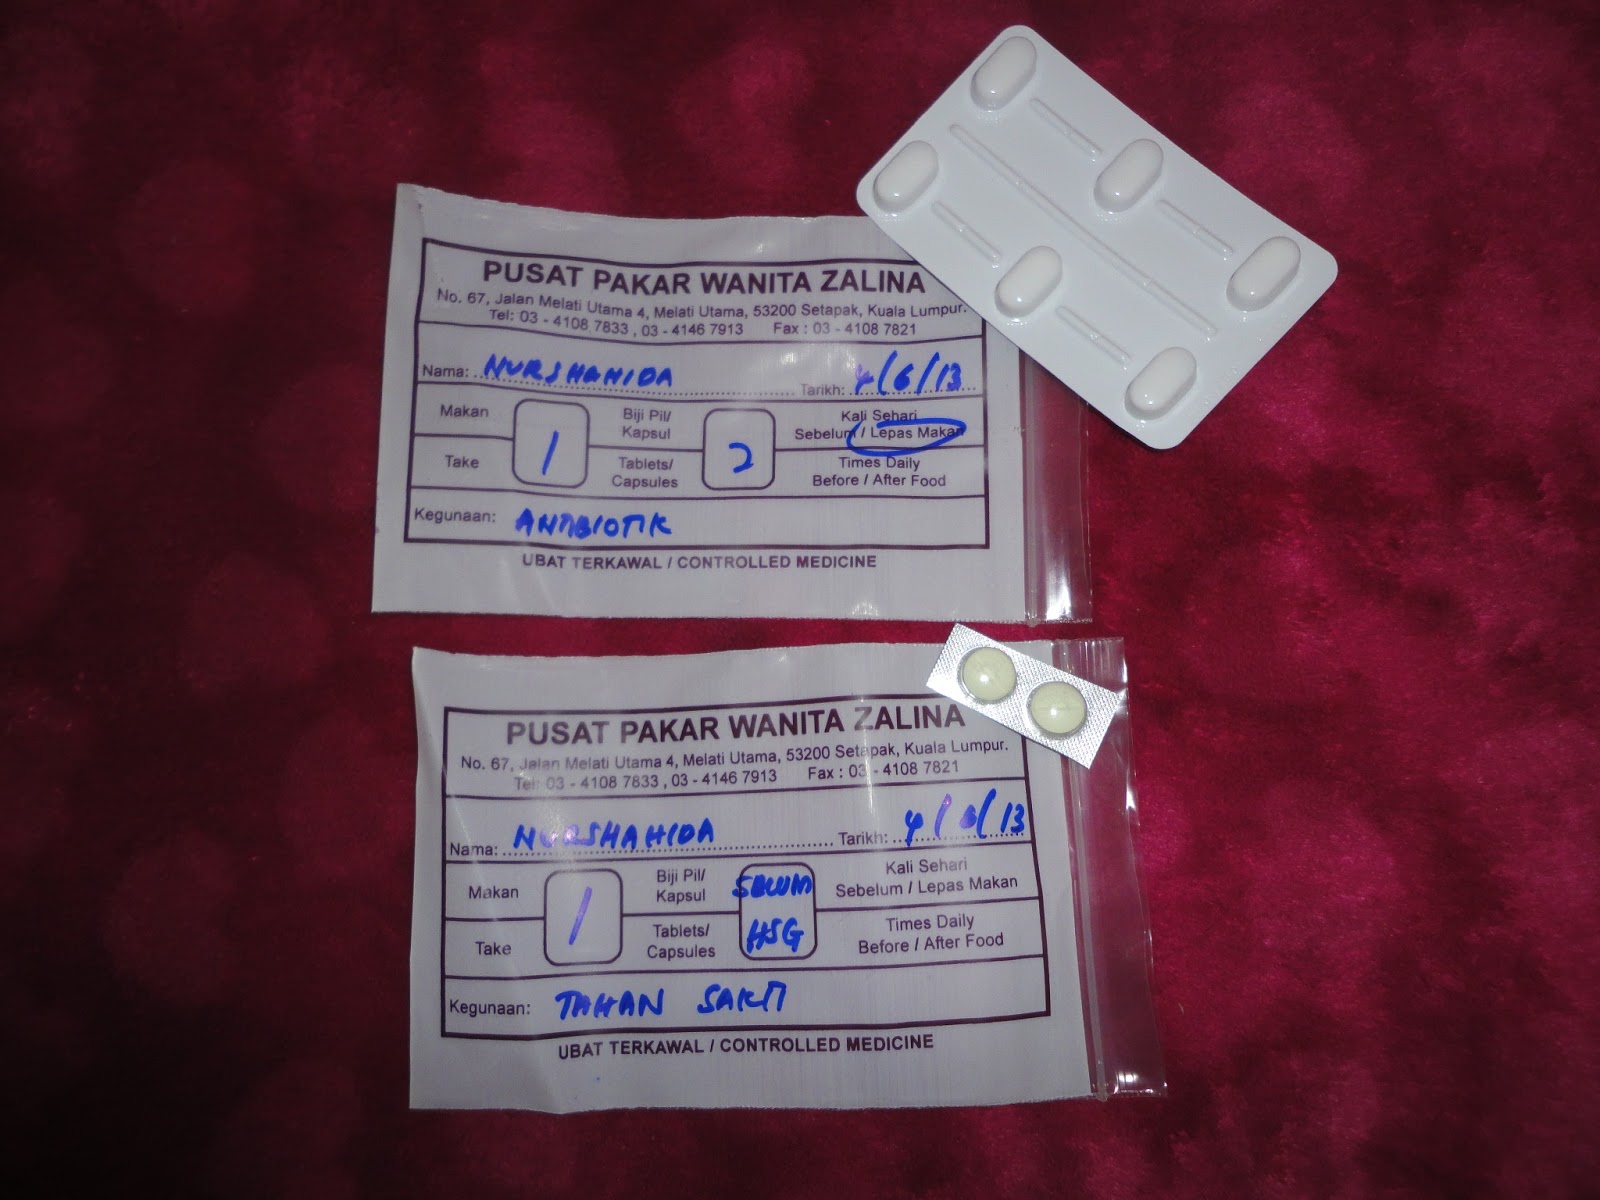 PUSAT PAKAR WANITA ZALINA
No. 67, Jalan Melati Utama 4, Melati Utama, 53200 Setapak, Kuala Lumpur.
Tel: 03 - 4108 7833 , 03 - 4146 7913 Fax : 03 - 4108 7821
Nama: NURSHAHIDA Tarikh: 4/6/13
Makan 1 Biji Pil/ Kapsul 2 Kali Sehari
Sebelum / Lepas Makan
Take Tablets/ Capsules Times Daily
Before / After Food
Kegunaan: ANTIBIOTIK
UBAT TERKAWAL / CONTROLLED MEDICINE
PUSAT PAKAR WANITA ZALINA
No. 67, Jalan Melati Utama 4, Melati Utama, 53200 Setapak, Kuala Lumpur.
Tel: 03 - 4108 7833 , 03 - 4146 7913 Fax : 03 - 4108 7821
Nama: NURSHAHIDA Tarikh: 4/6/13
Makan 1 Biji Pil/ Kapsul HSG Kali Sehari
Sebelum / Lepas Makan
Take Tablets/ Capsules Times Daily
Before / After Food
Kegunaan: TAHAN SAKIT
UBAT TERKAWAL / CONTROLLED MEDICINE